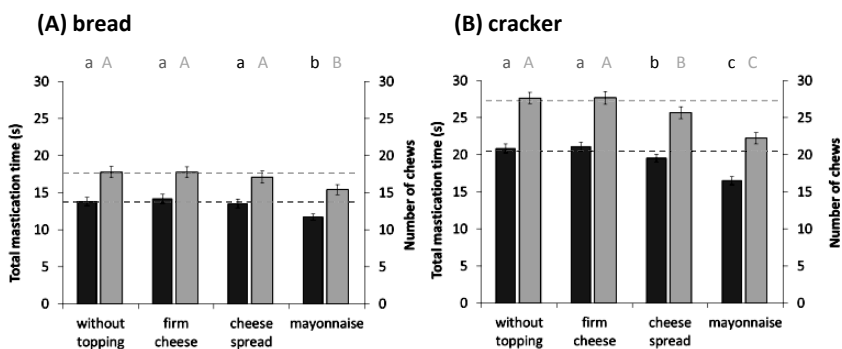 (A) bread
a A a A a A b B
30 30
25 25
20 20
15 15
10 10
5 5
0 0
Total mastication time (s)
Number of chews
without topping
firm cheese
cheese spread
mayonnaise
(B) cracker
a A a A b B c C
30 30
25 25
20 20
15 15
10 10
5 5
0 0
Total mastication time (s)
Number of chews
without topping
firm cheese
cheese spread
mayonnaise